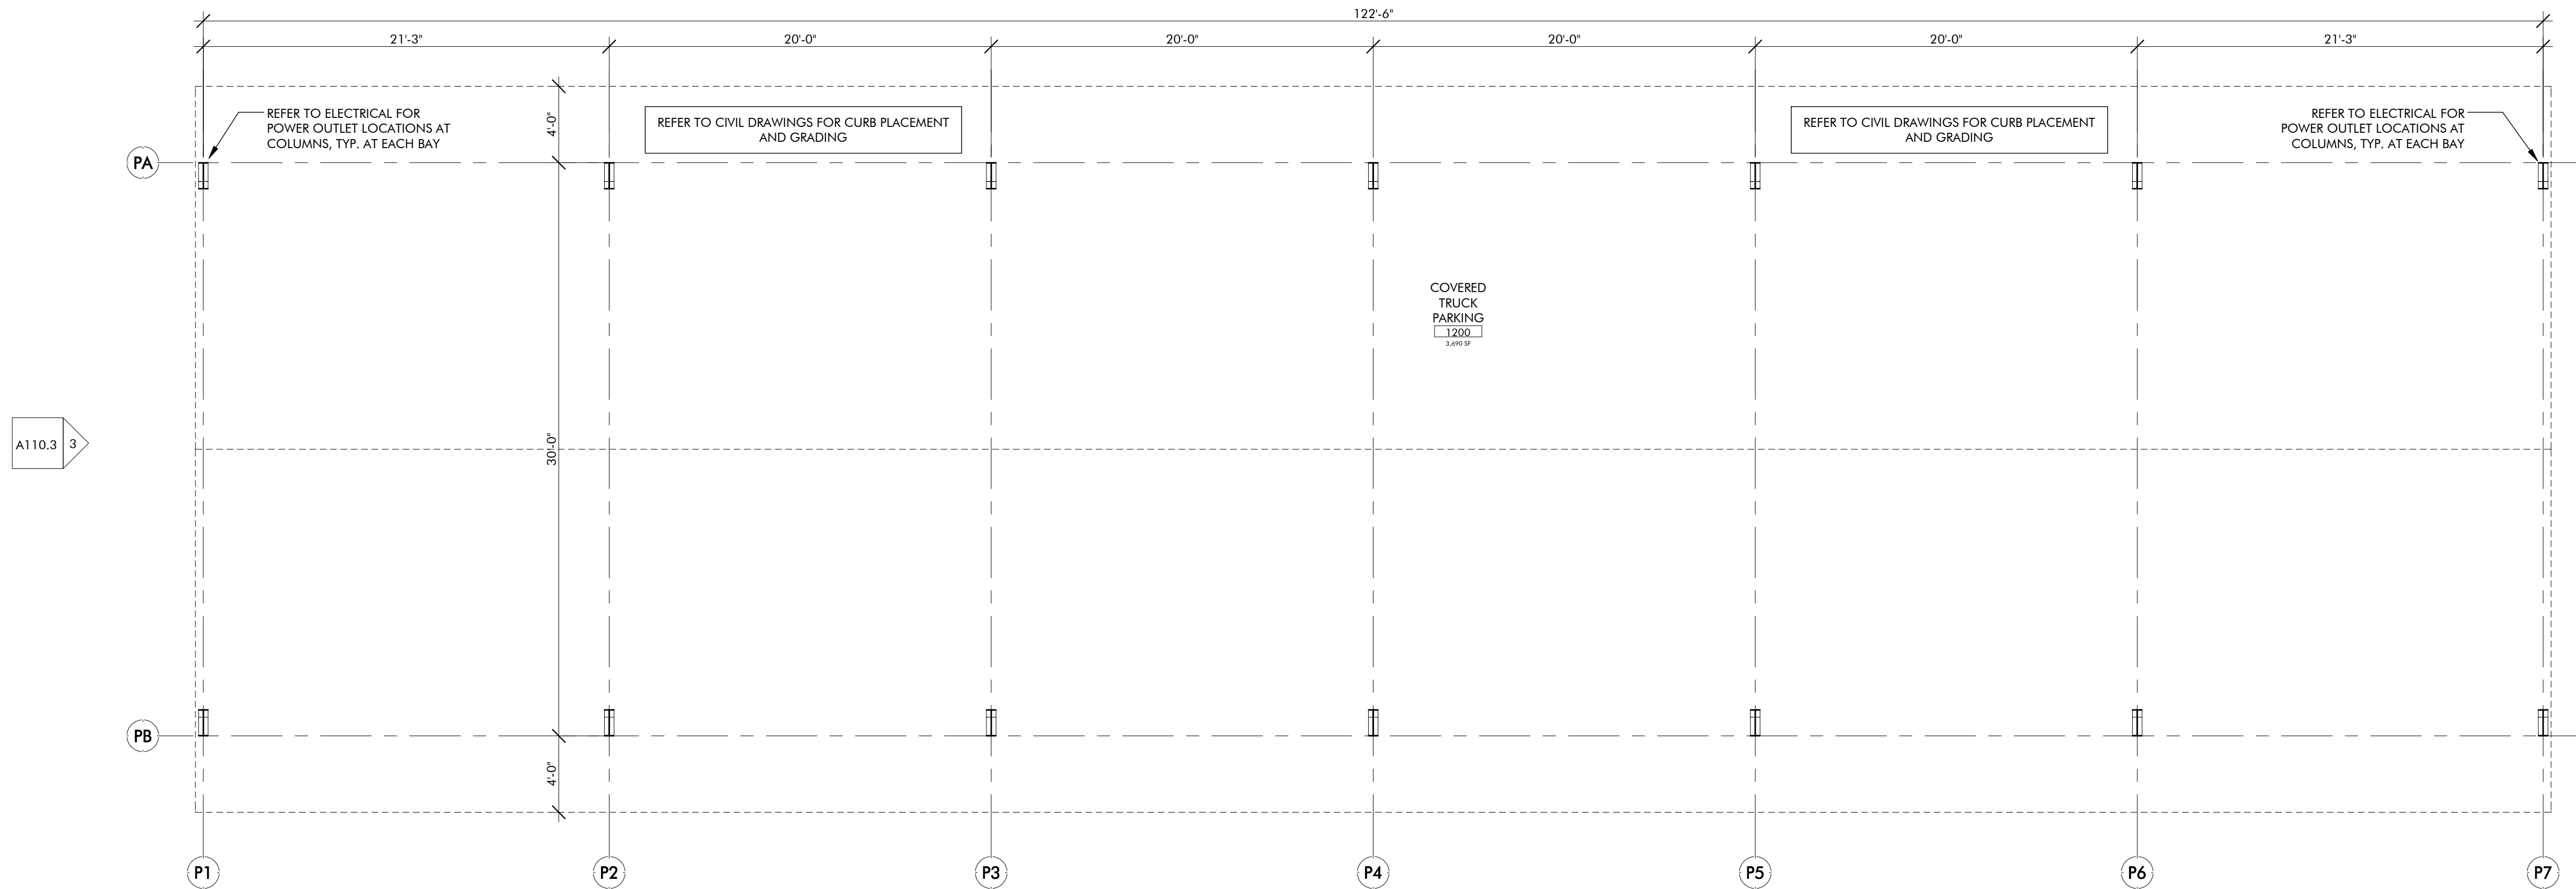 122'-6"
21'-3"
20'-0"
20'-0"
20'-0"
20'-0"
21'-3"
REFER TO ELECTRICAL FOR
POWER OUTLET LOCATIONS AT
COLUMNS, TYP. AT EACH BAY
4'-0"
REFER TO CIVIL DRAWINGS FOR CURB PLACEMENT
AND GRADING
REFER TO CIVIL DRAWINGS FOR CURB PLACEMENT
AND GRADING
REFER TO ELECTRICAL FOR
POWER OUTLET LOCATIONS AT
COLUMNS, TYP. AT EACH BAY
PA
COVERED
TRUCK
PARKING
1200
3,690 SF
A110.3
3
30'-0"
PB
4'-0"
P1
P2
P3
P4
P5
P6
P7